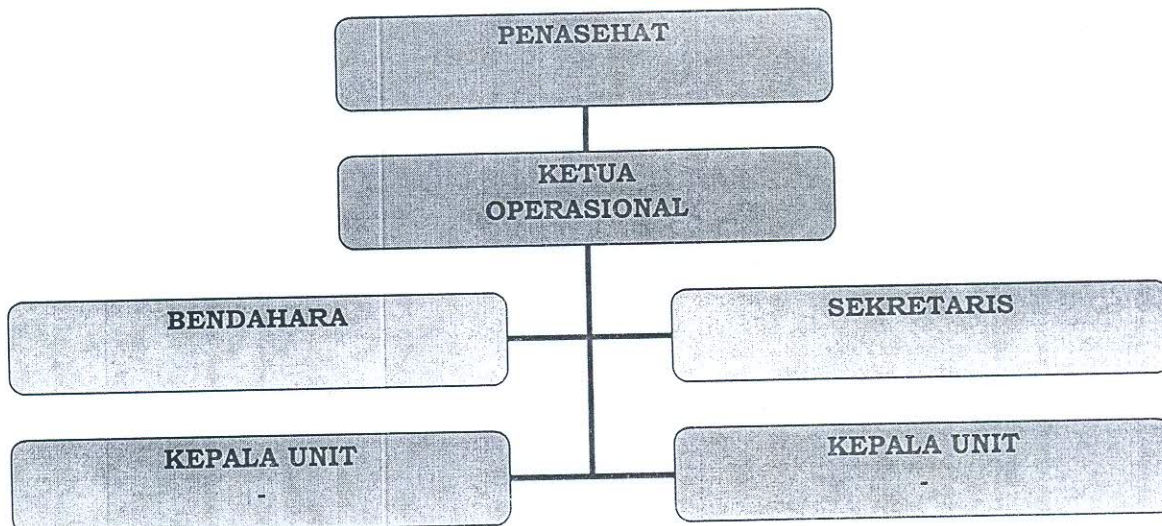 PENASEHAT
KETUA
OPERASIONAL
BENDAHARA
SEKRETARIS
KEPALA UNIT
-
KEPALA UNIT
-